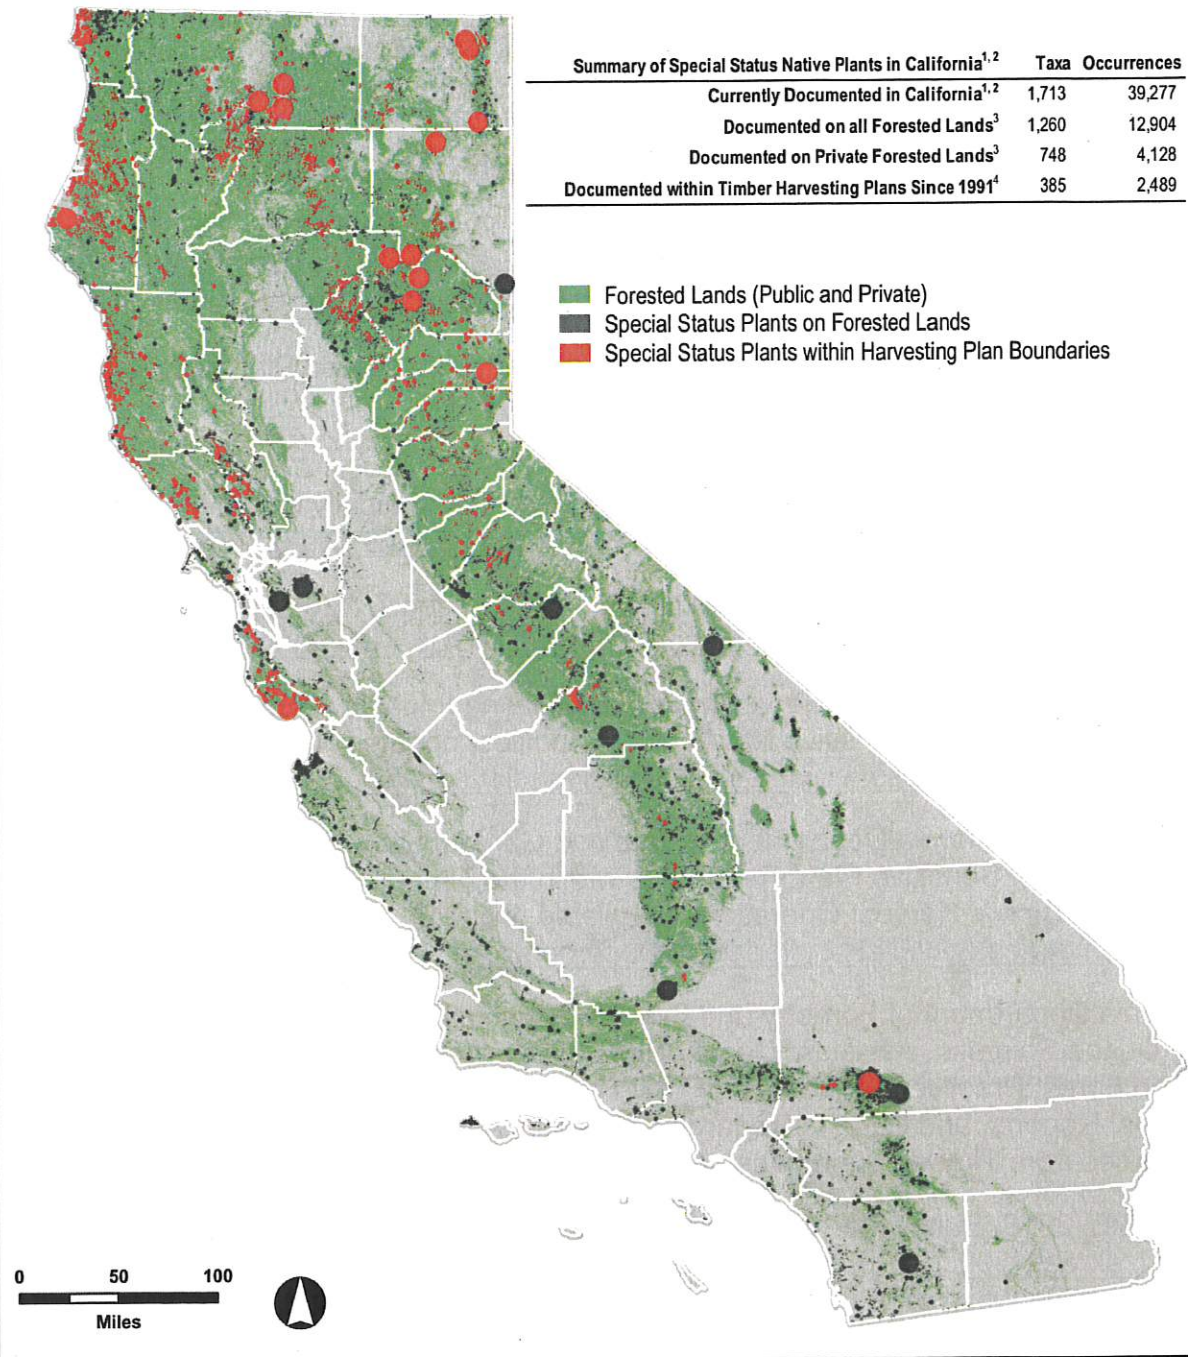 Summary of Special Status Native Plants in California1,2 Taxa Occurrences
Currently Documented in California1,2 1,713 39,277
Documented on all Forested Lands3 1,260 12,904
Documented on Private Forested Lands3 748 4,128
Documented within Timber Harvesting Plans Since 19914 385 2,489
Forested Lands (Public and Private)
Special Status Plants on Forested Lands
Special Status Plants within Harvesting Plan Boundaries
0 50 100
Miles